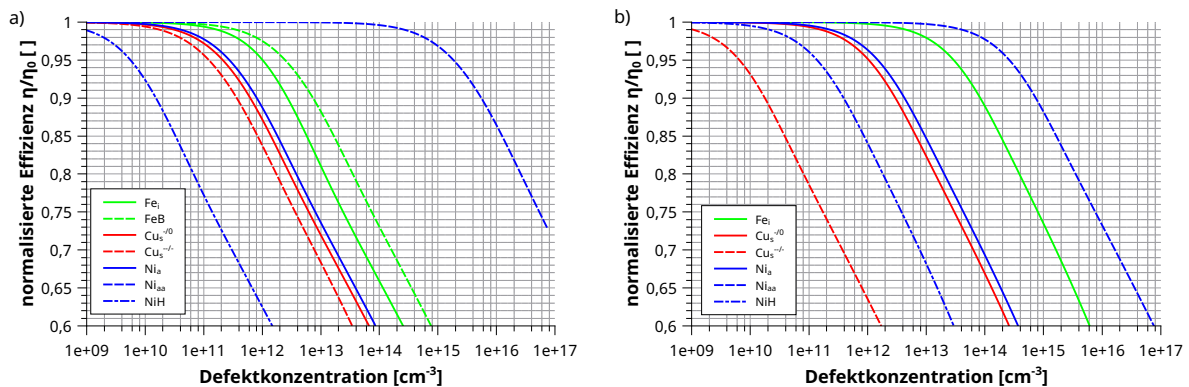 a)
normalisierte Effizienz η/η₀ [ ]
1
0,95
0,9
0,85
0,8
0,75
0,7
0,65
0,6
Feᵢ
FeB
Cuₛ⁻ᐟ⁰
Cuₛ⁻⁻ᐟ⁻
Niₐ
Niₐₐ
NiH
1e+09 1e+10 1e+11 1e+12 1e+13 1e+14 1e+15 1e+16 1e+17
Defektkonzentration [cm⁻³]
b)
normalisierte Effizienz η/η₀ [ ]
1
0,95
0,9
0,85
0,8
0,75
0,7
0,65
0,6
Feᵢ
Cuₛ⁻ᐟ⁰
Cuₛ⁻⁻ᐟ⁻
Niₐ
Niₐₐ
NiH
1e+09 1e+10 1e+11 1e+12 1e+13 1e+14 1e+15 1e+16 1e+17
Defektkonzentration [cm⁻³]